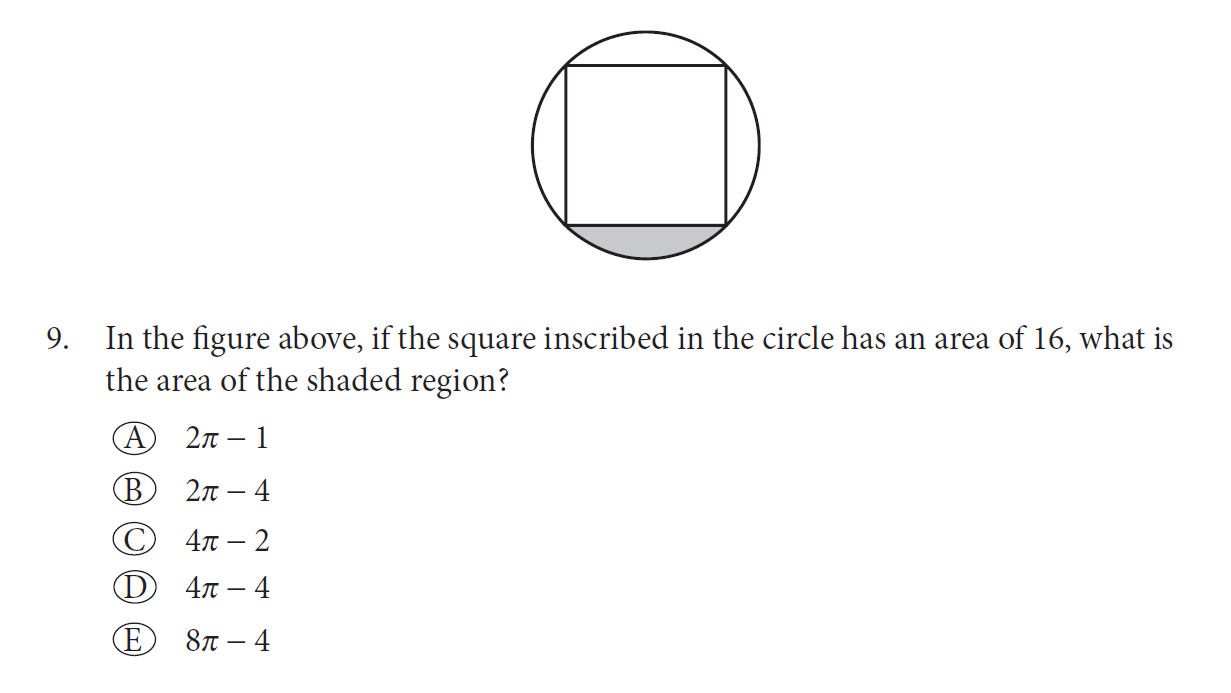 9. In the figure above, if the square inscribed in the circle has an area of 16, what is
the area of the shaded region?
A 2π – 1
B 2π – 4
C 4π – 2
D 4π – 4
E 8π – 4